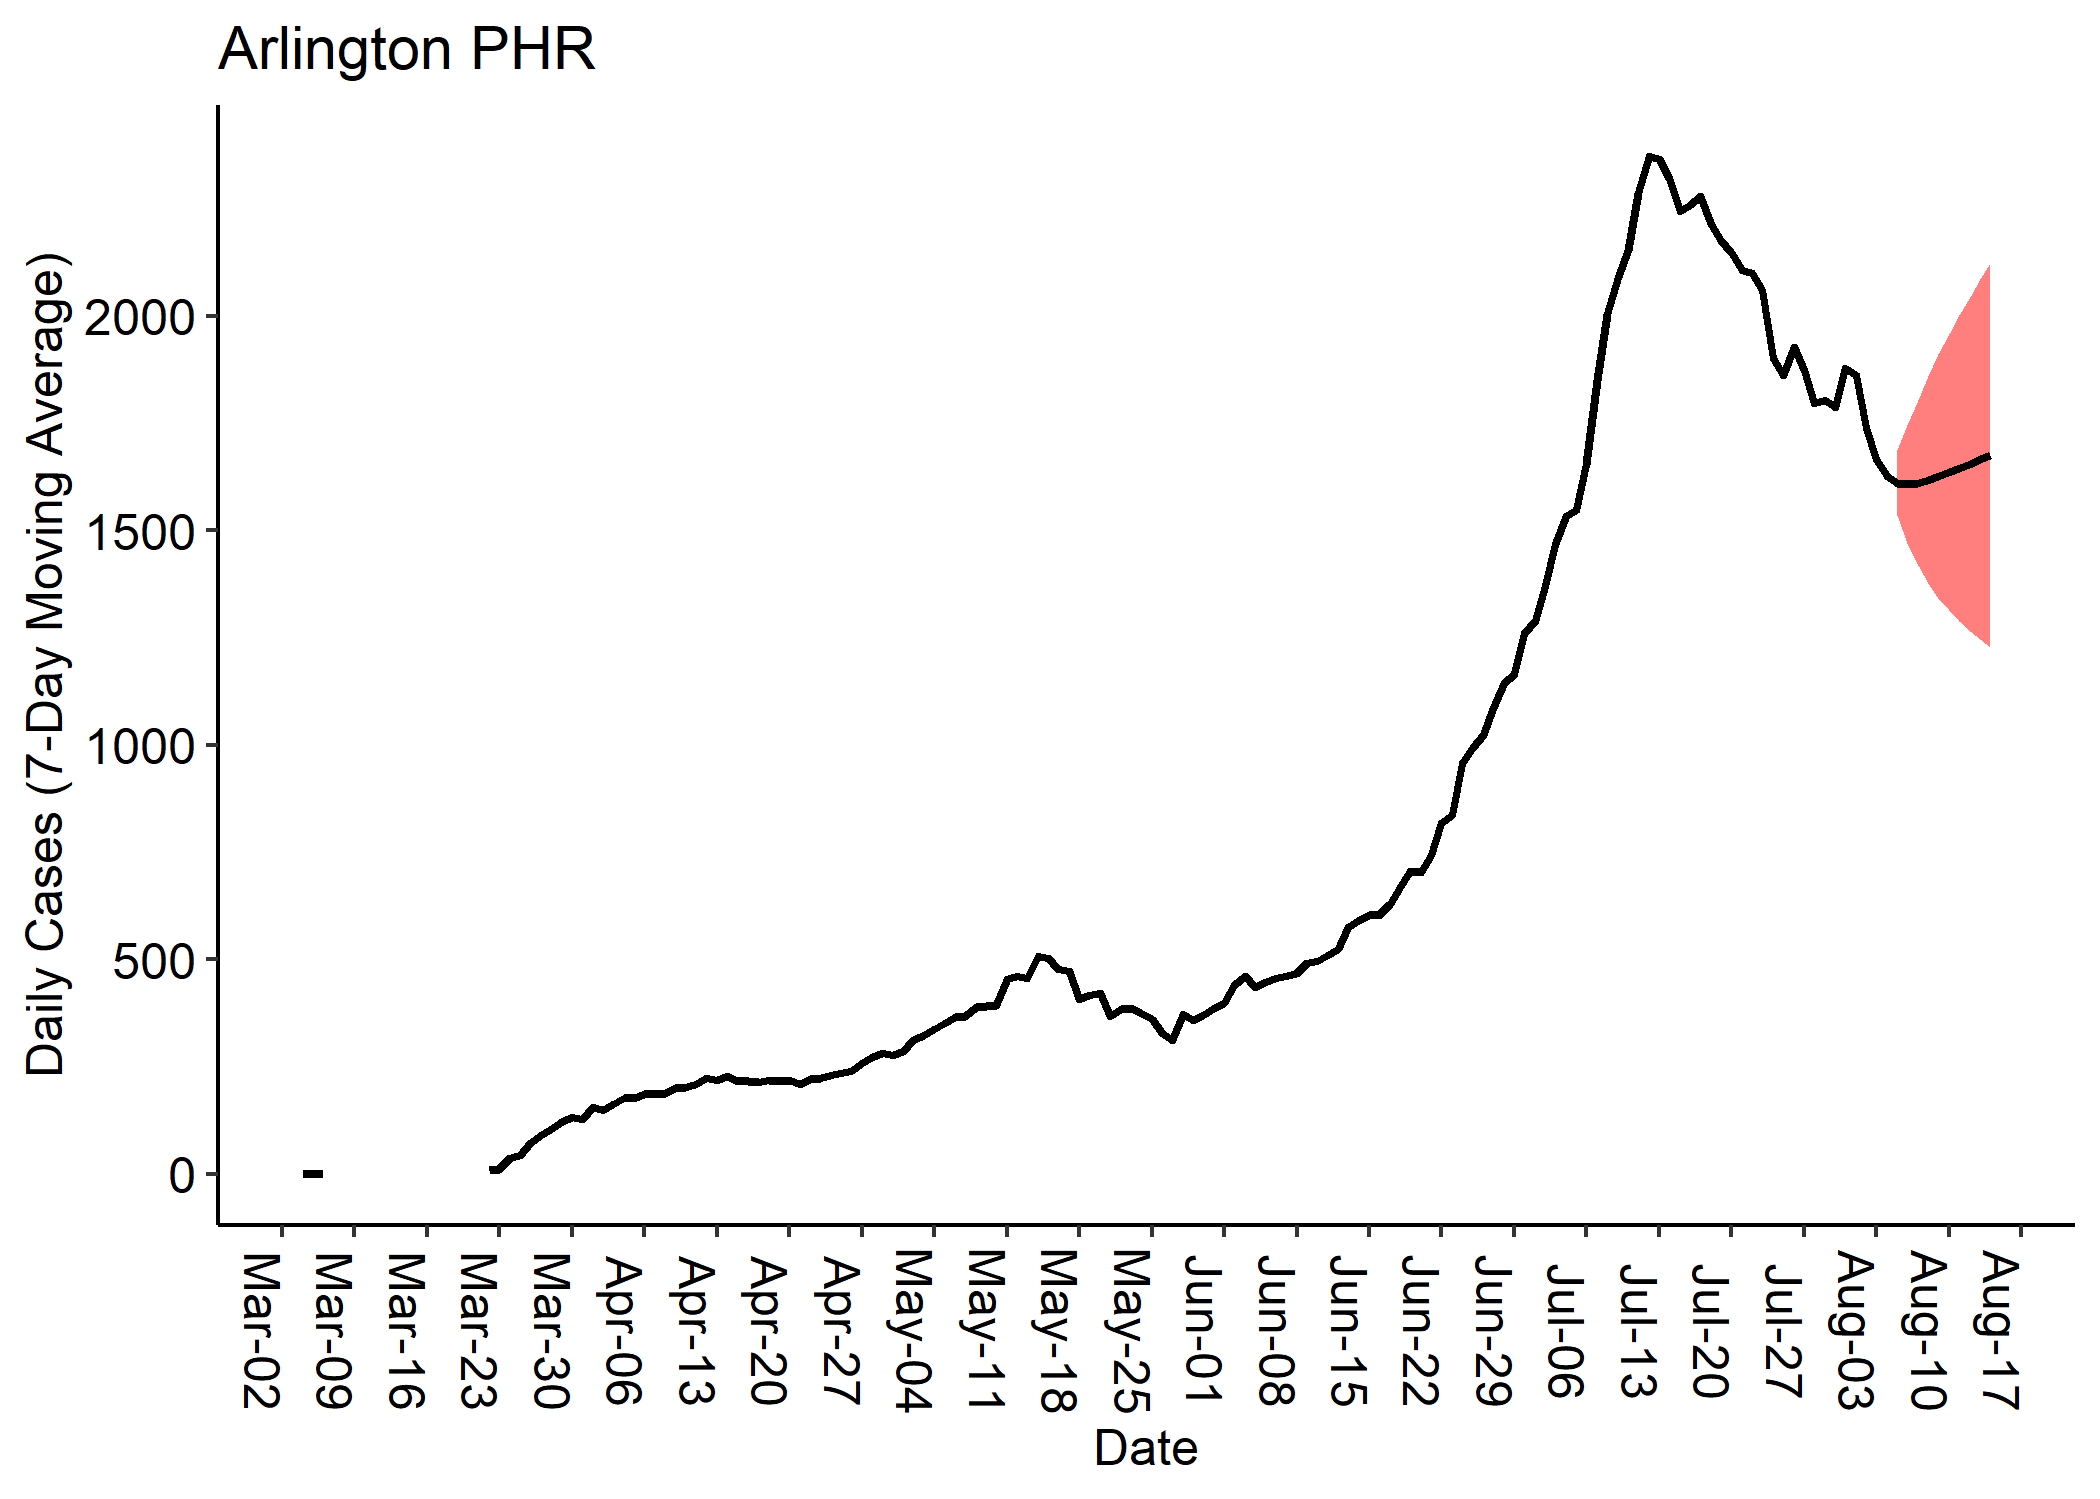 Arlington PHR
Daily Cases (7-Day Moving Average)
2000
1500
1000
500
0
Mar-02
Mar-09
Mar-16
Mar-23
Mar-30
Apr-06
Apr-13
Apr-20
Apr-27
May-04
May-11
May-18
May-25
Jun-01
Jun-08
Jun-15
Jun-22
Jun-29
Jul-06
Jul-13
Jul-20
Jul-27
Aug-03
Aug-10
Aug-17
Date